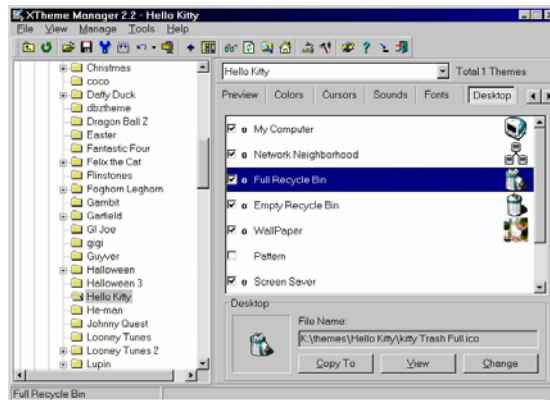 XTheme Manager 2.2 - Hello Kitty
File View Manage Tools Help
Christmas
coco
Daffy Duck
dbztheme
Dragon Ball Z
Easter
Fantastic Four
Felix the Cat
Flinstones
Foghorn Leghorn
Gambit
Garfield
GI Joe
gigi
Guyver
Halloween
Halloween 3
Hello Kitty
He-man
Johnny Quest
Looney Tunes
Looney Tunes 2
Lupin
Hello Kitty Total 1 Themes
Preview Colors Cursors Sounds Fonts Desktop
My Computer
Network Neighborhood
Full Recycle Bin
Empty Recycle Bin
WallPaper
Pattern
Screen Saver
Desktop
File Name:
K:\themes\Hello Kitty\kitty Trash Full.ico
Copy To View Change
Full Recycle Bin